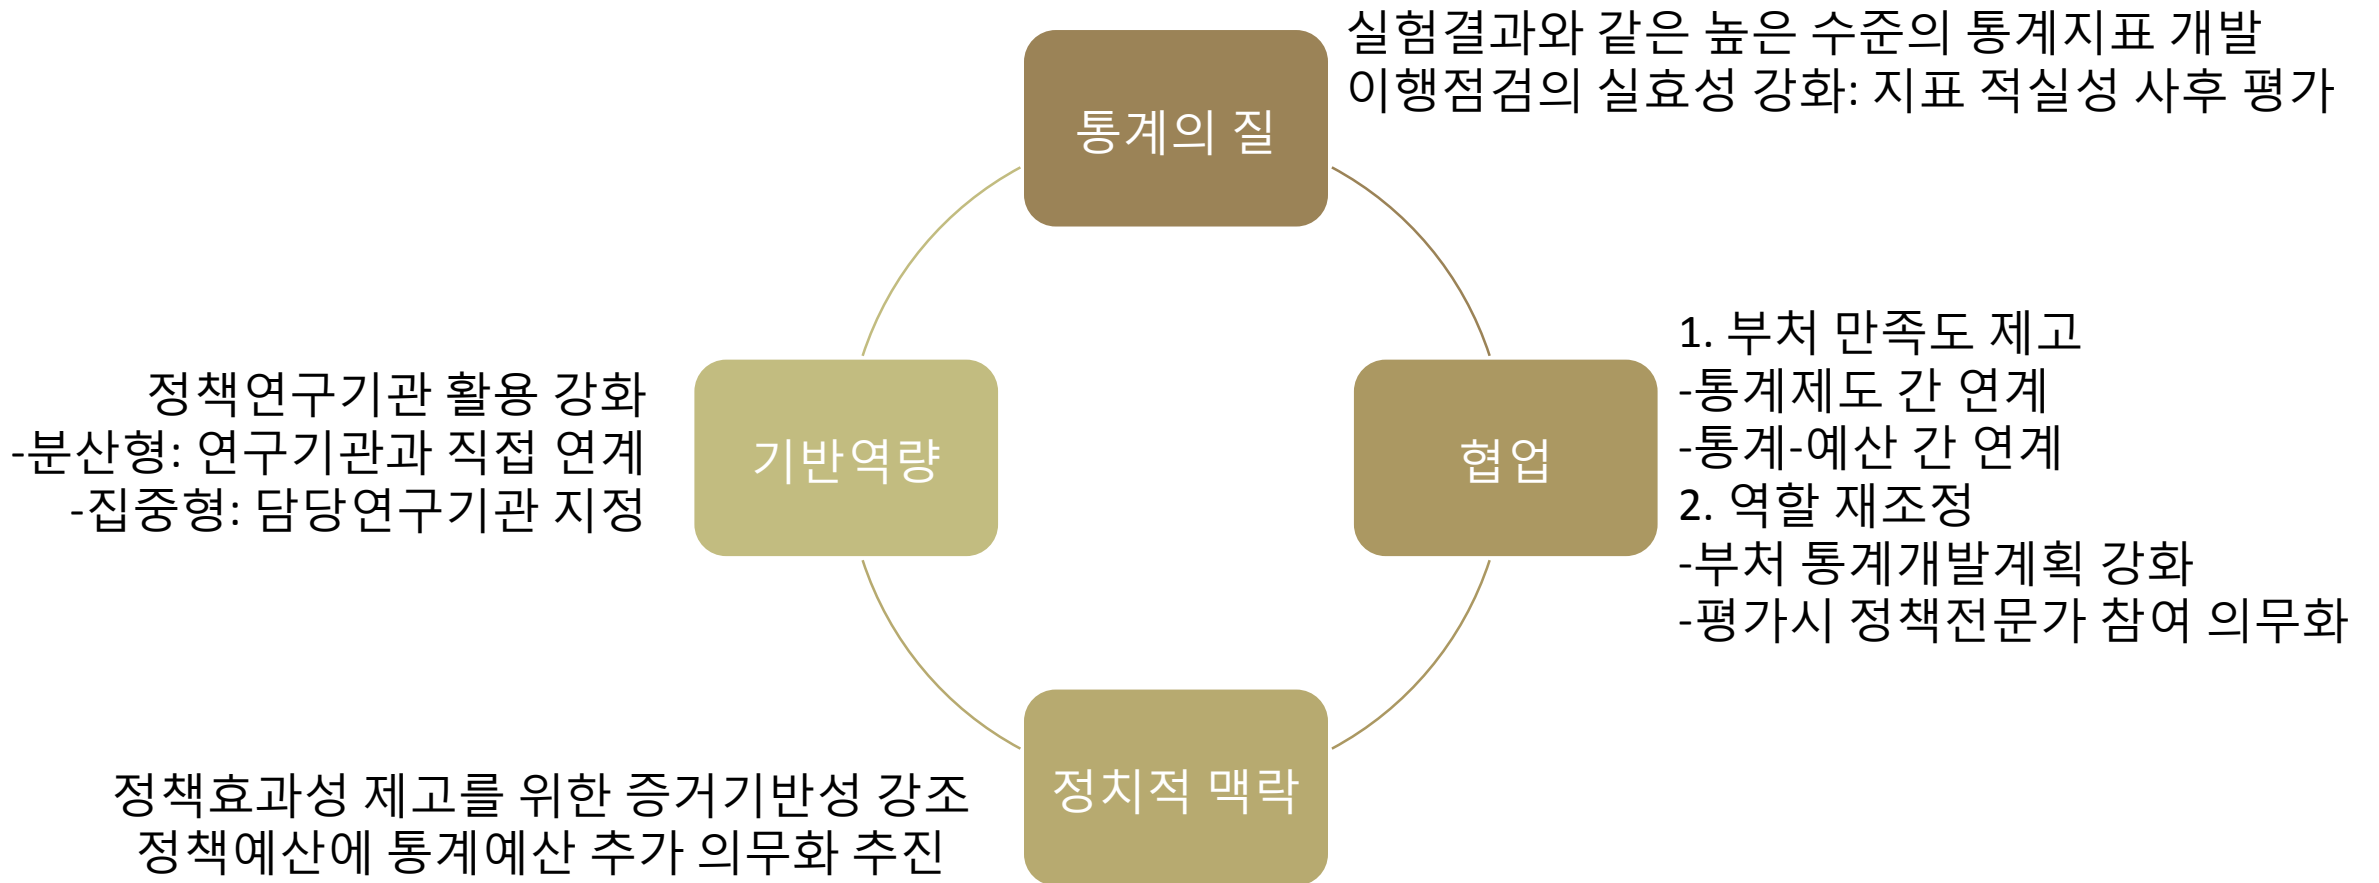 통계의 질
실험결과와 같은 높은 수준의 통계지표 개발
이행점검의 실효성 강화: 지표 적실성 사후 평가
협업
1. 부처 만족도 제고
-통계제도 간 연계
-통계-예산 간 연계
2. 역할 재조정
-부처 통계개발계획 강화
-평가시 정책전문가 참여 의무화
정치적 맥락
정책효과성 제고를 위한 증거기반성 강조
정책예산에 통계예산 추가 의무화 추진
기반역량
정책연구기관 활용 강화
-분산형: 연구기관과 직접 연계
-집중형: 담당연구기관 지정